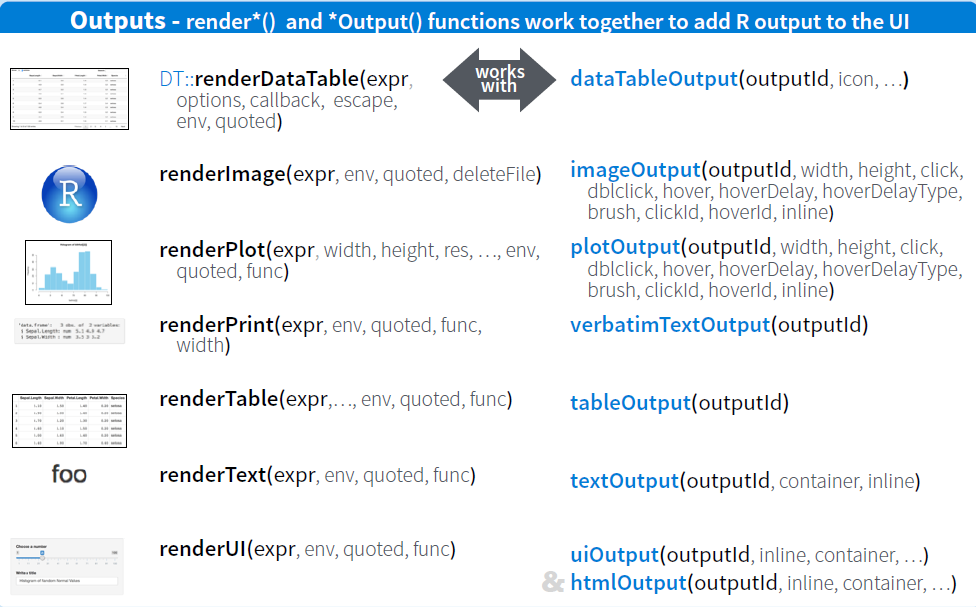 Outputs - render*() and *Output() functions work together to add R output to the UI
DT::renderDataTable(expr,
options, callback, escape,
env, quoted)
works
with
dataTableOutput(outputId, icon, …)
R
renderImage(expr, env, quoted, deleteFile)
imageOutput(outputId, width, height, click,
dblclick, hover, hoverDelay, hoverDelayType,
brush, clickId, hoverId, inline)
renderPlot(expr, width, height, res, …, env,
quoted, func)
plotOutput(outputId, width, height, click,
dblclick, hover, hoverDelay, hoverDelayType,
brush, clickId, hoverId, inline)
'data.frame': 3 obs. of 2 variables:
$ Sepal.Length: num 5.1 4.9 4.7
$ Sepal.Width : num 3.5 3 3.2
renderPrint(expr, env, quoted, func,
width)
verbatimTextOutput(outputId)
Sepal.Length Sepal.Width Petal.Length Petal.Width Species
renderTable(expr,…, env, quoted, func)
tableOutput(outputId)
foo
renderText(expr, env, quoted, func)
textOutput(outputId, container, inline)
Choose a number
Write a title
Histogram of Random Normal Values
renderUI(expr, env, quoted, func)
uiOutput(outputId, inline, container, …)
& htmlOutput(outputId, inline, container, …)